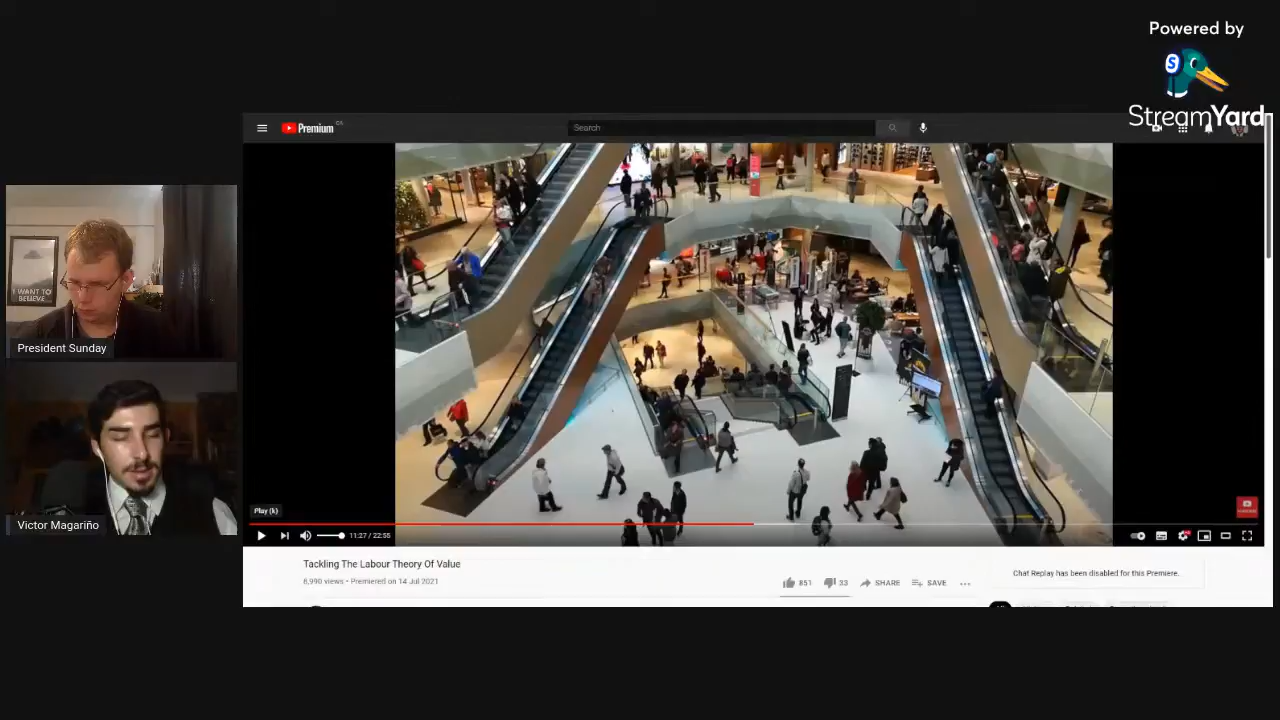 Powered by
StreamYard
Premium
CA
Search
I WANT TO
BELIEVE
President Sunday
Victor Magariño
Play (k)
11:27 / 22:55
Tackling The Labour Theory Of Value
6,990 views • Premiered on 14 Jul 2021
851
33
SHARE
SAVE
Chat Replay has been disabled for this Premiere.